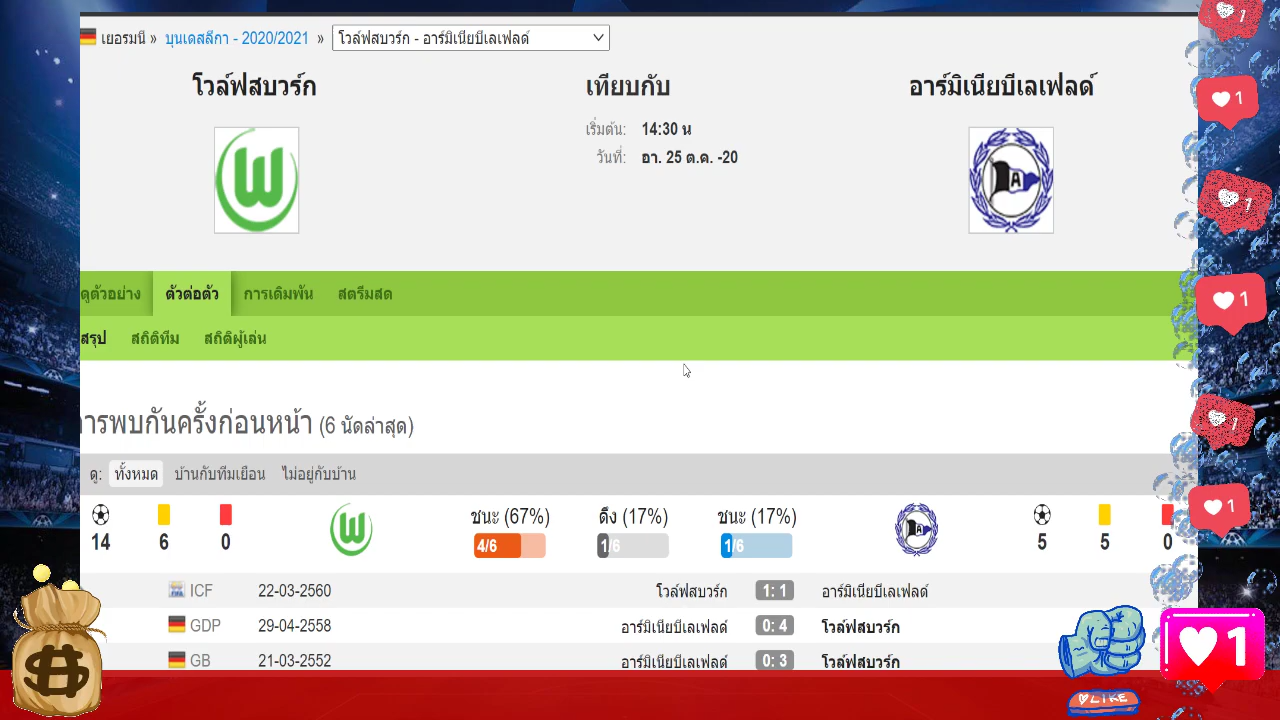 เยอรมนี » บุนเดสลีกา - 2020/2021 » โวล์ฟสบวร์ก - อาร์มิเนียบีเลเฟลด์
โวล์ฟสบวร์ก เทียบกับ อาร์มิเนียบีเลเฟลด์
เริ่มต้น: 14:30 น
วันที่: อา. 25 ต.ค. -20
ดูตัวอย่าง ตัวต่อตัว การเดิมพัน สตรีมสด
สรุป สถิติทีม สถิติผู้เล่น
การพบกันครั้งก่อนหน้า (6 นัดล่าสุด)
ดู: ทั้งหมด บ้านกับทีมเยือน ไม่อยู่กับบ้าน
ชนะ (67%) ดึง (17%) ชนะ (17%)
14 6 0 4/6 1/6 1/6 5 5 0
ICF 22-03-2560 โวล์ฟสบวร์ก 1: 1 อาร์มิเนียบีเลเฟลด์
GDP 29-04-2558 อาร์มิเนียบีเลเฟลด์ 0: 4 โวล์ฟสบวร์ก
GB 21-03-2552 อาร์มิเนียบีเลเฟลด์ 0: 3 โวล์ฟสบวร์ก
1
1
1
1
1
1
1
LIKE